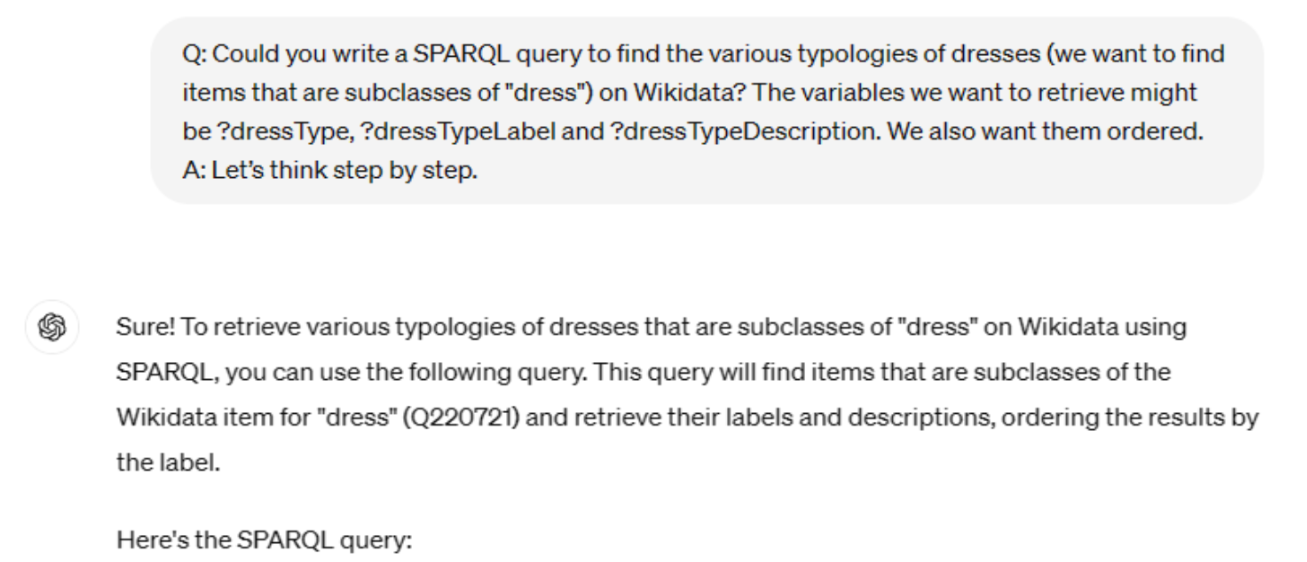 Q: Could you write a SPARQL query to find the various typologies of dresses (we want to find
items that are subclasses of "dress") on Wikidata? The variables we want to retrieve might
be ?dressType, ?dressTypeLabel and ?dressTypeDescription. We also want them ordered.
A: Let’s think step by step.
Sure! To retrieve various typologies of dresses that are subclasses of "dress" on Wikidata using
SPARQL, you can use the following query. This query will find items that are subclasses of the
Wikidata item for "dress" (Q220721) and retrieve their labels and descriptions, ordering the results by
the label.
Here's the SPARQL query: